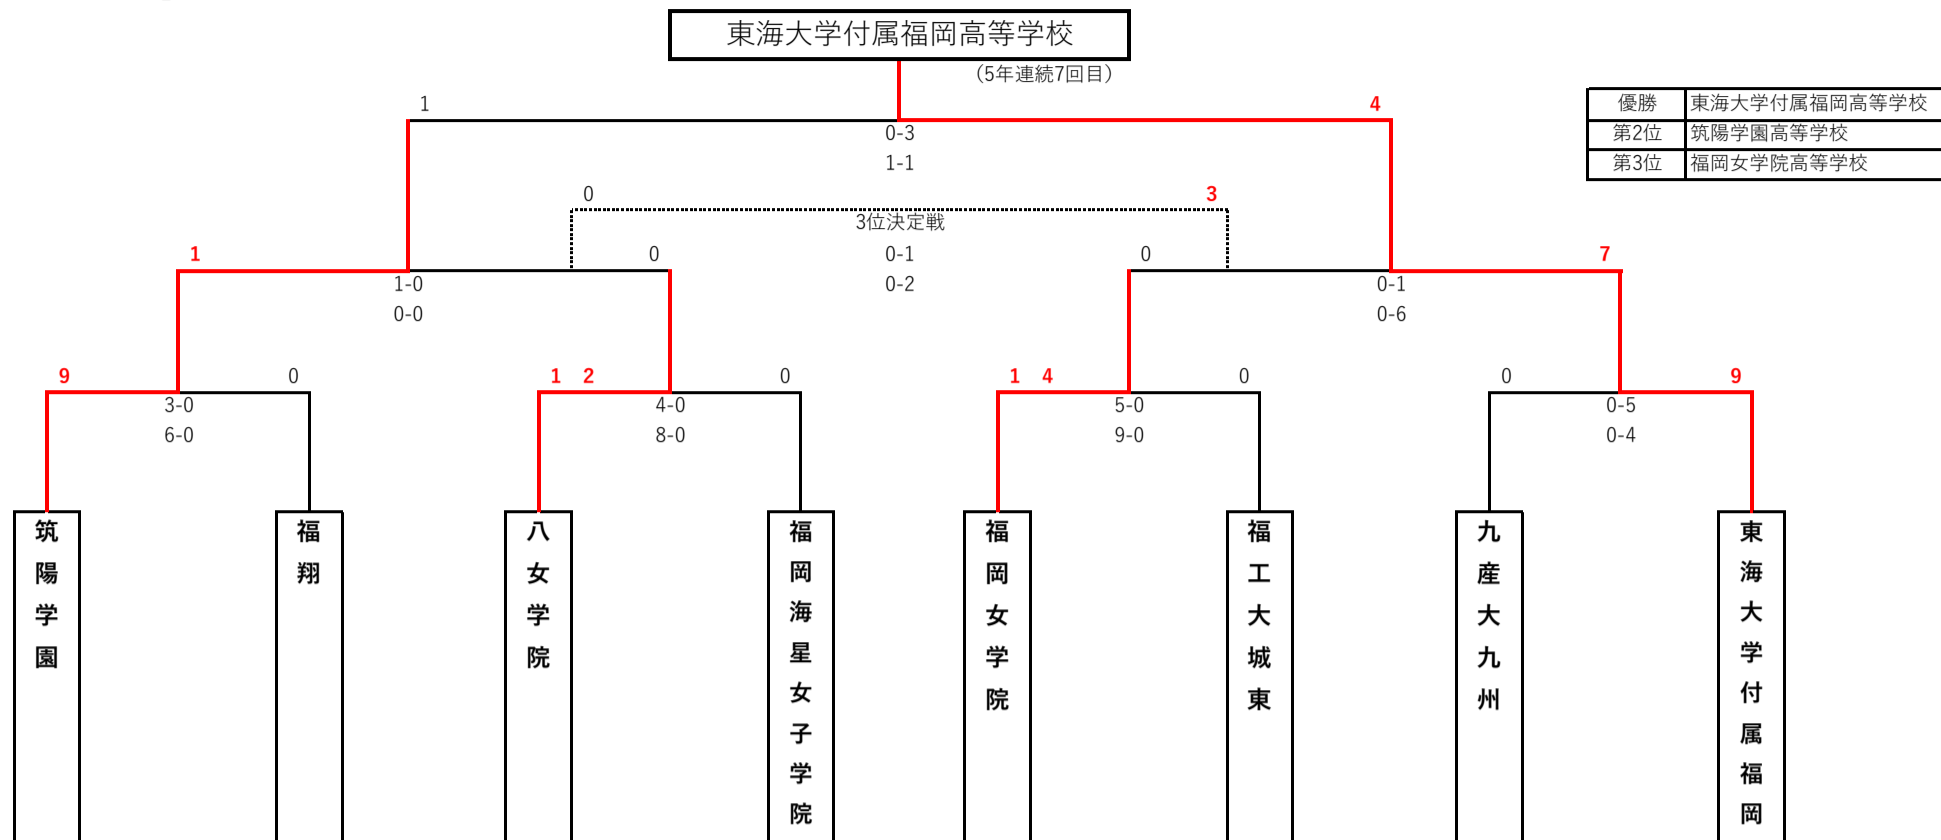 東海大学付属福岡高等学校
（5年連続7回目）
優勝 東海大学付属福岡高等学校
第2位 筑陽学園高等学校
第3位 福岡女学院高等学校
1 4
0-3
1-1
0 3
3位決定戦
0-1
0-2
1 0 0 7
1-0 0-1
0-0 0-6
9 0 1 2 0 1 4 0 0 9
3-0 4-0 5-0 0-5
6-0 8-0 9-0 0-4
筑陽学園
福翔
八女学院
福岡海星女子学院
福岡女学院
福工大城東
九産大九州
東海大学付属福岡